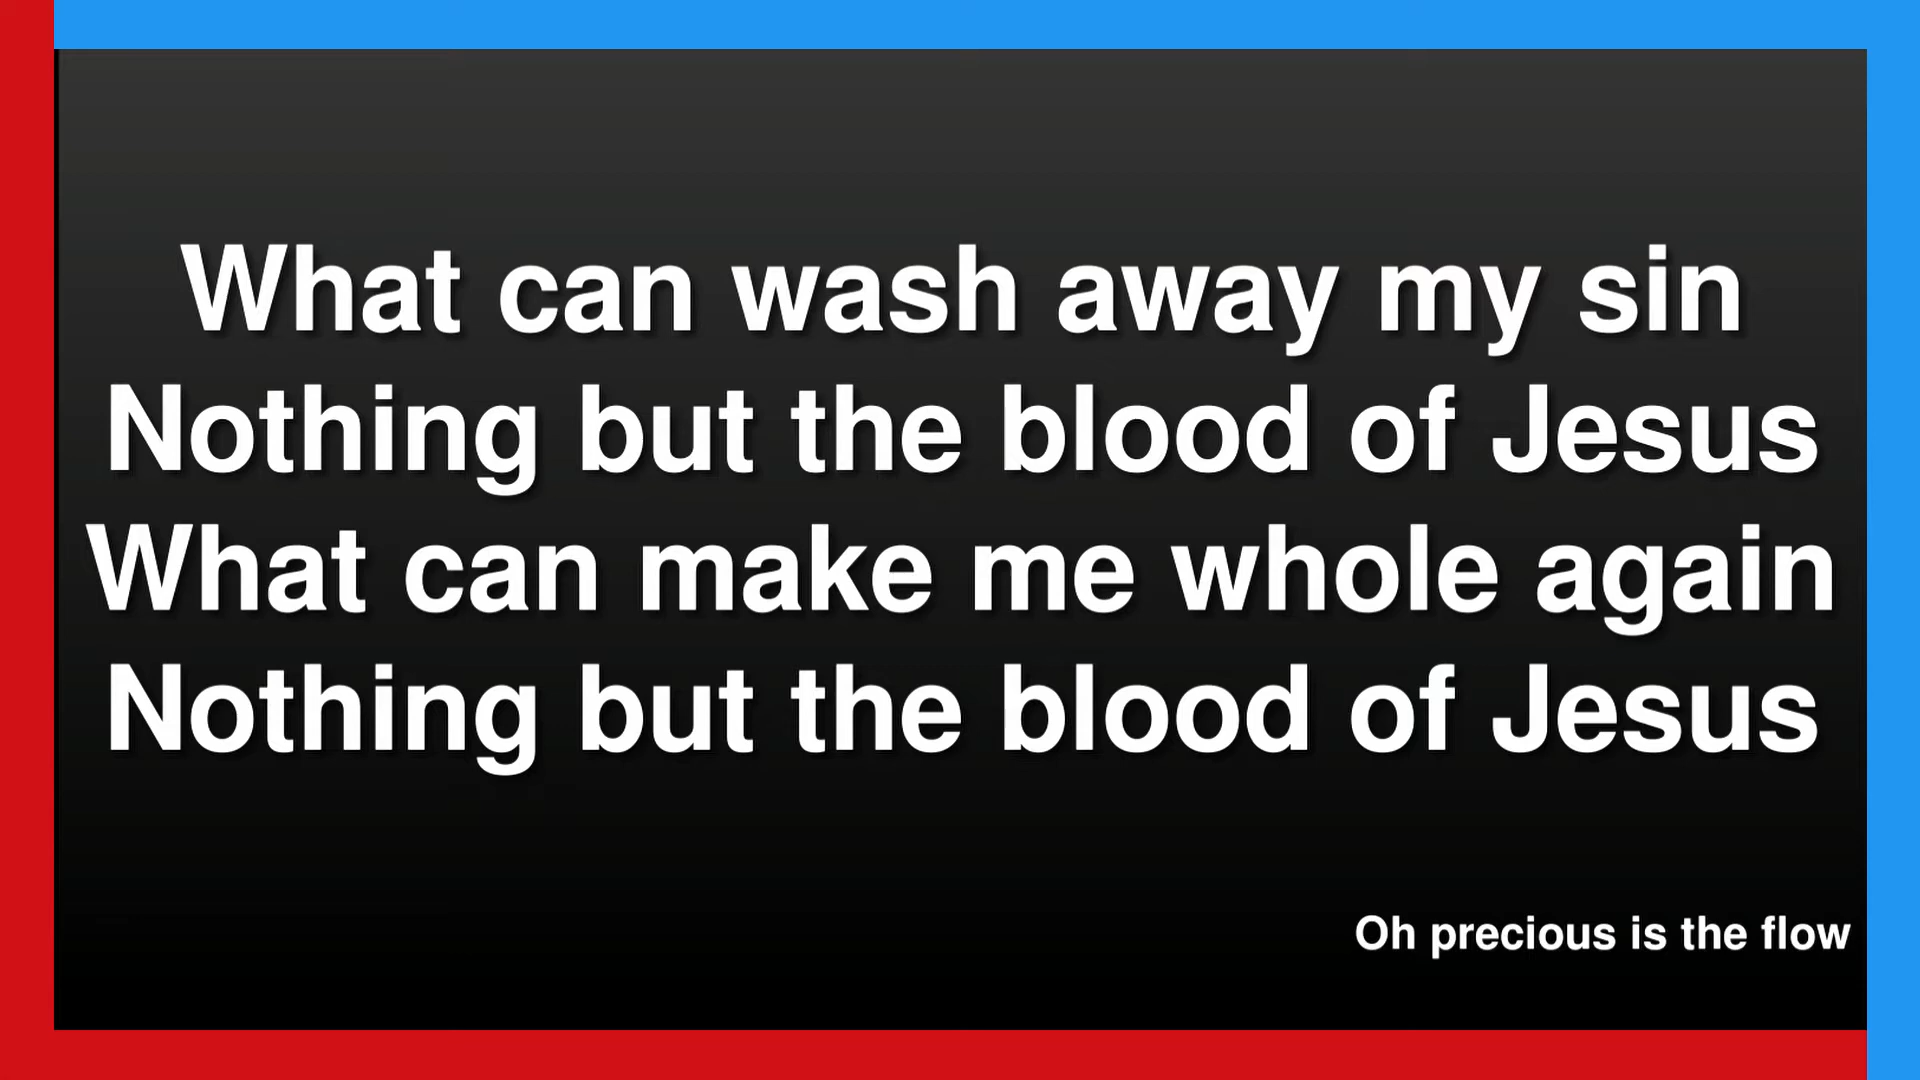 What can wash away my sin
Nothing but the blood of Jesus
What can make me whole again
Nothing but the blood of Jesus
Oh precious is the flow